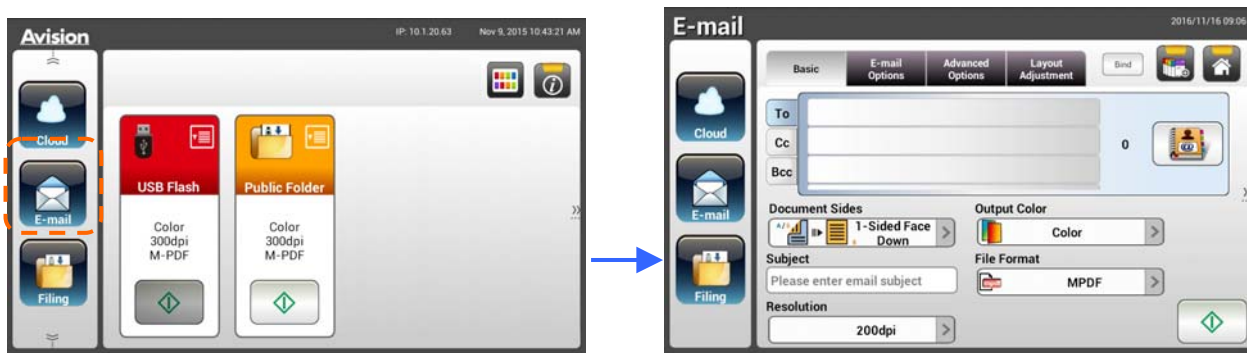 Avision
IP: 10.1.20.63
Nov 9, 2015 10:43:21 AM
Cloud
E-mail
Filing
USB Flash
Color
300dpi
M-PDF
Public Folder
Color
300dpi
M-PDF
E-mail
2016/11/16 09:06
Cloud
E-mail
Filing
Basic
E-mail
Options
Advanced
Options
Layout
Adjustment
Bind
To
Cc
Bcc
0
Document Sides
1-Sided Face
Down
Output Color
Color
Subject
Please enter email subject
File Format
MPDF
Resolution
200dpi